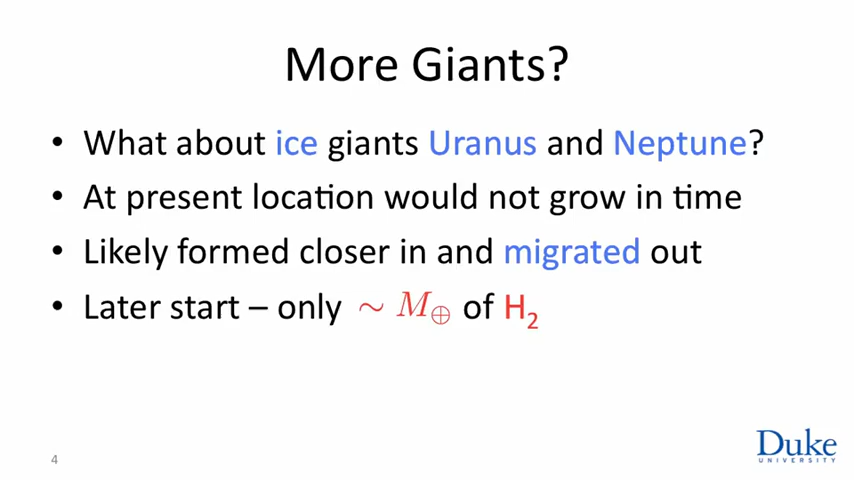 More Giants?
• What about ice giants Uranus and Neptune?
• At present location would not grow in time
• Likely formed closer in and migrated out
• Later start – only ~ M⊕ of H₂
4
Duke
UNIVERSITY